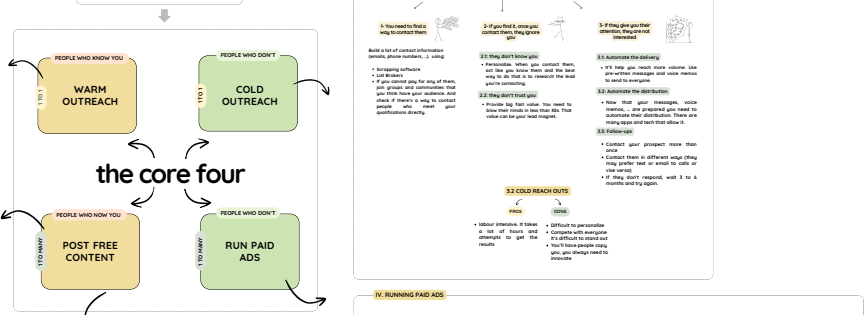 PEOPLE WHO KNOW YOU
1 TO 1
WARM
OUTREACH
PEOPLE WHO DON'T
1 TO 1
COLD
OUTREACH
the core four
PEOPLE WHO NOW YOU
1 TO MANY
POST FREE
CONTENT
PEOPLE WHO DON'T
1 TO MANY
RUN PAID
ADS
1- You need to find a
way to contact them
Build a list of contact information
(emails, phone numbers, ..) using:
• Scrapping software
• List Brokers
• If you cannot pay for any of them,
join groups and communities that
you think have your audience. And
check if there's a way to contact
people who meet your
qualifications directly.
2- If you find it, once you
contact them, they ignore
you
2.1: they don't know you
• Personalize. When you contact them,
act like you know them and the best
way to do that is to research the lead
you're contacting.
2.2: they don't trust you
• Provide big fast value. You need to
blow their minds in less than 30s. That
value can be your lead magnet.
3- If they give you their
attention, they are not
interested
3.1: Automate the delivery
• It'll help you reach more volume. Use
pre-written messages and voice memos
to send to everyone.
3.2: Automate the distribution
• Now that your messages, voice
memos, ... are prepared you need to
automate their distribution. There are
many apps and tech that allow it.
3.3: Follow-ups
• Contact your prospect more than
once
• Contact them in different ways (they
may prefer text or email to calls or
vise versa)
• If they don't respond, wait 3 to 6
months and try again.
3.2 COLD REACH OUTS
PROS
• labour intensive. It takes
a lot of hours and
attempts to get the
results
CONS
• Difficult to personalize
• Compete with everyone
it's difficult to stand out
• You'll have people copy
you, you always need to
innovate
IV. RUNNING PAID ADS